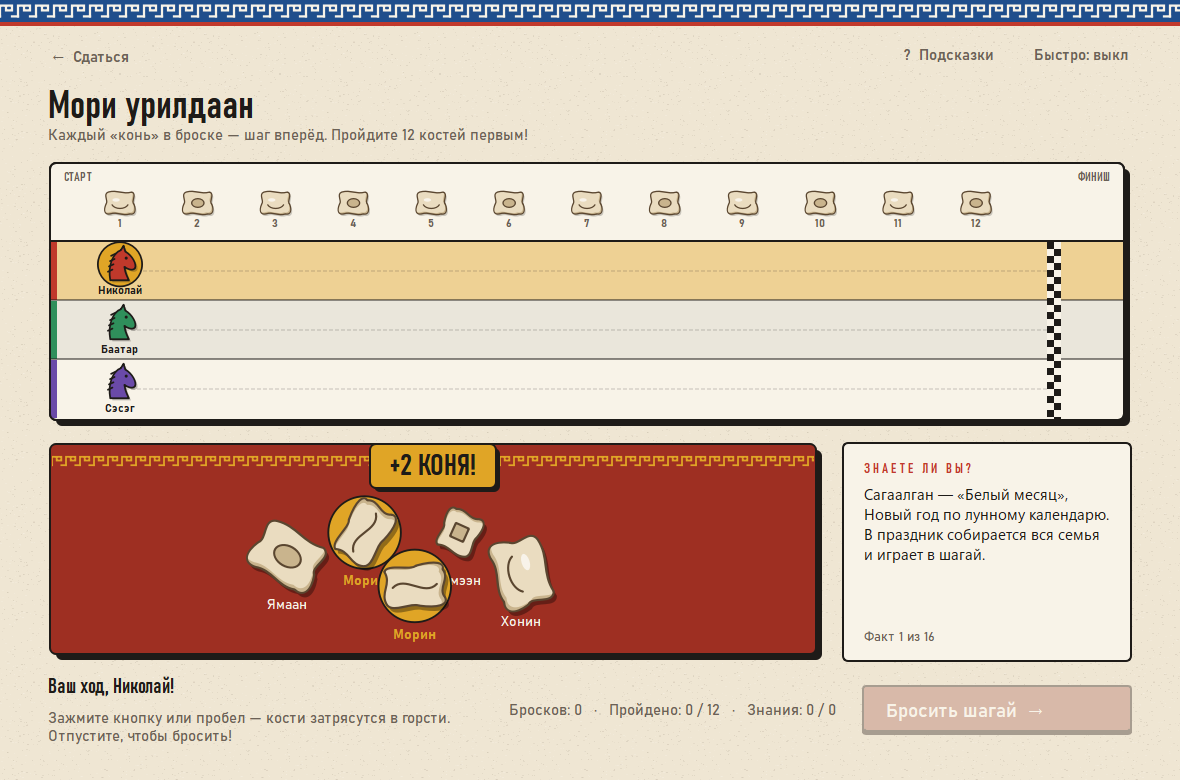 ← Сдаться
? Подсказки
Быстро: выкл
Мори урилдаан
Каждый «конь» в броске — шаг вперёд. Пройдите 12 костей первым!
СТАРТ
ФИНИШ
1 2 3 4 5 6 7 8 9 10 11 12
Николай
Баатар
Сэсэг
+2 КОНЯ!
Ямаан
Морин
Хонин
ЗНАЕТЕ ЛИ ВЫ?
Сагаалган — «Белый месяц»,
Новый год по лунному календарю.
В праздник собирается вся семья
и играет в шагай.
Факт 1 из 16
Ваш ход, Николай!
Зажмите кнопку или пробел — кости затрясутся в горсти.
Отпустите, чтобы бросить!
Бросков: 0 · Пройдено: 0 / 12 · Знания: 0 / 0
Бросить шагай →